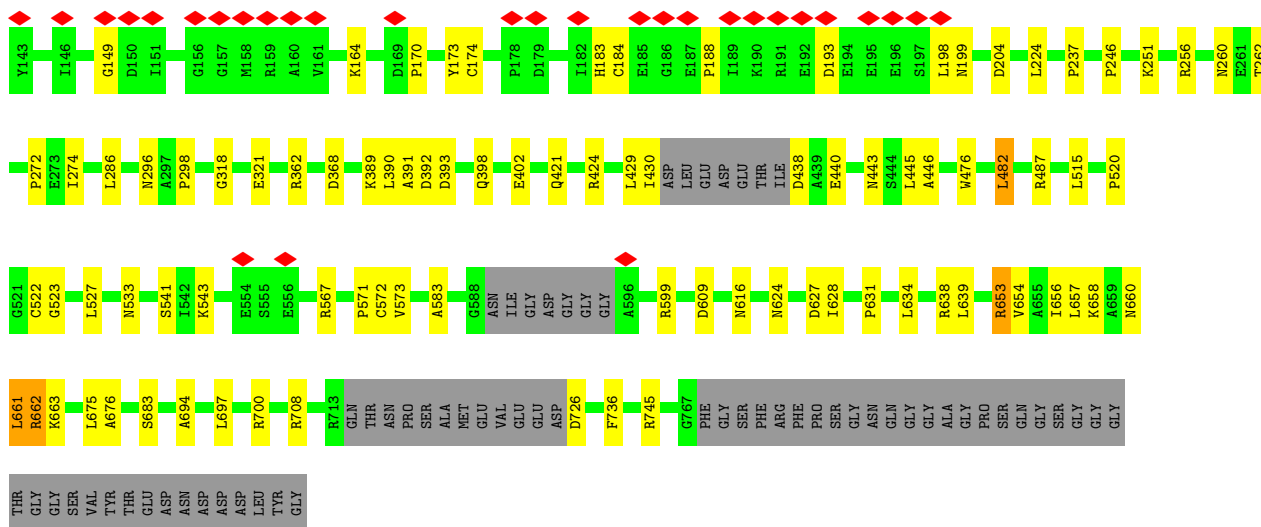 Y143 I146 G149 D150 I151 G156 G157 M158 R159 A160 V161 K164 D169 P170 Y173 C174 P178 D179 I182 H183 C184 E185 G186 E187 P188 I189 K190 R191 E192 D193 E194 E195 E196 S197 L198 N199 D204 L224 P237 P246 K251 R256 N260 E261 T262
P272 E273 I274 L286 N296 A297 P298 G318 E321 R362 D368 K389 L390 A391 D392 D393 Q398 E402 Q421 R424 L429 I430 ASP LEU GLU ASP GLU THR ILE D438 A439 E440 N443 S444 L445 A446 W476 L482 R487 L515 P520
G521 C522 G523 L527 N533 S541 I542 K543 E554 S555 E556 R567 P571 C572 V573 A583 G588 ASN ILE GLY ASP GLY GLY GLY A596 R599 D609 N616 N624 D627 I628 P631 L634 R638 L639 R653 V654 A655 I656 L657 K658 A659 N660
L661 R662 K663 L675 A676 S683 A694 L697 R700 R708 R713 GLN THR ASN PRO SER ALA MET GLU VAL GLU GLU ASP D726 F736 R745 G767 PHE GLY SER PHE ARG PHE PRO SER GLY ASN GLN GLY GLY ALA GLY PRO SER GLN GLY SER GLY GLY GLY
THR GLY GLY SER VAL TYR THR GLU ASP ASN ASP ASP ASP LEU TYR GLY